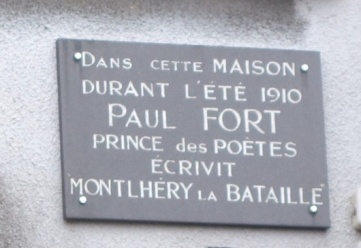 DANS CETTE MAISON
DURANT L'ÉTÉ 1910
PAUL FORT
PRINCE des POÈTES
ÉCRIVIT
MONTLHÉRY LA BATAILLE